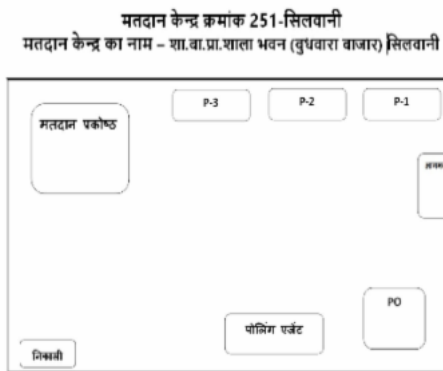 मतदान केन्द्र क्रमांक 251-सिलवानी
मतदान केन्द्र का नाम – शा.बा.प्रा.शाला भवन (बुधवारा बाजार) सिलवानी
P-3 P-2 P-1
मतदान प्रकोष्ठ
PO
पोलिंग एजेंट
निकासी